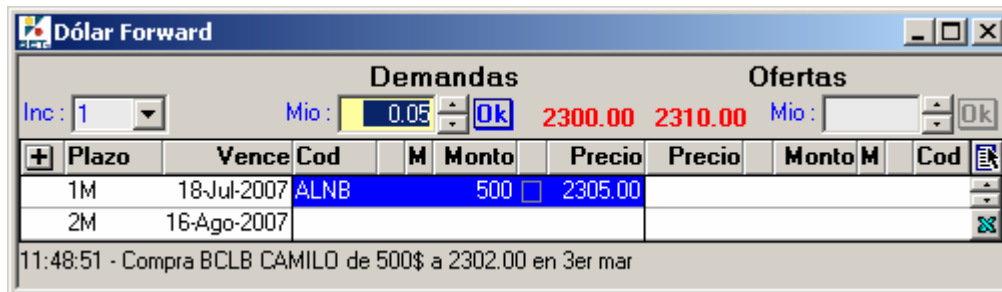 Dólar Forward
Demandas Ofertas
Inc : 1 Mio : 0.05 Ok 2300.00 2310.00 Mio : Ok
+ Plazo Vence Cod M Monto Precio Precio Monto M Cod
1M 18-Jul-2007 ALNB 500 2305.00
2M 16-Ago-2007
11:48:51 - Compra BCLB CAMILO de 500$ a 2302.00 en 3er mar